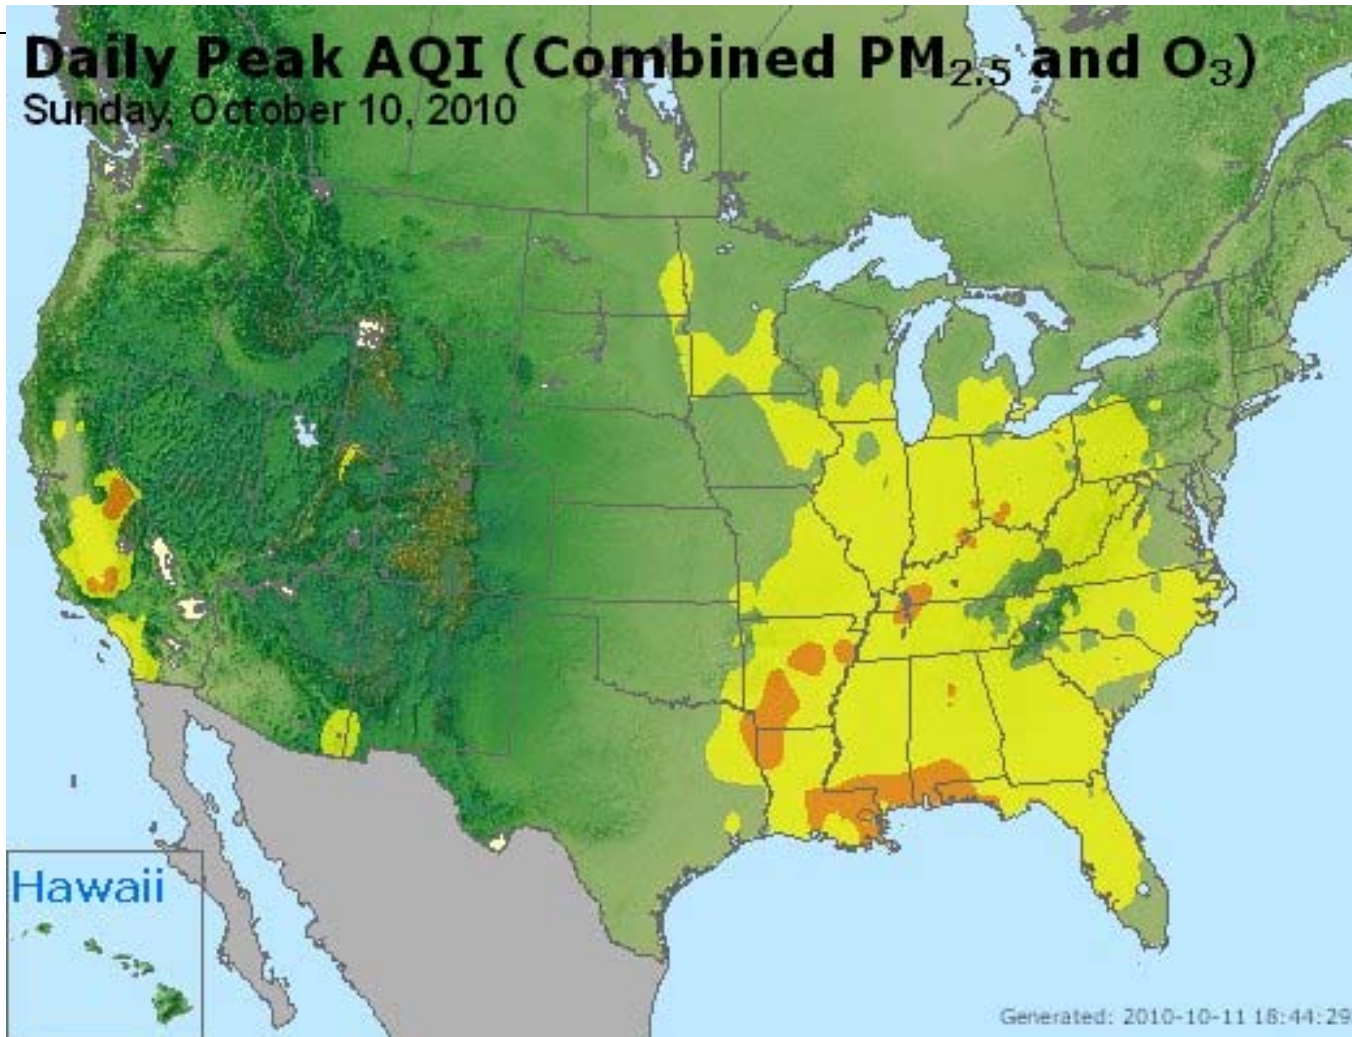 Daily Peak AQI (Combined PM₂.₅ and O₃)
Sunday, October 10, 2010
Hawaii
Generated: 2010-10-11 18:44:29